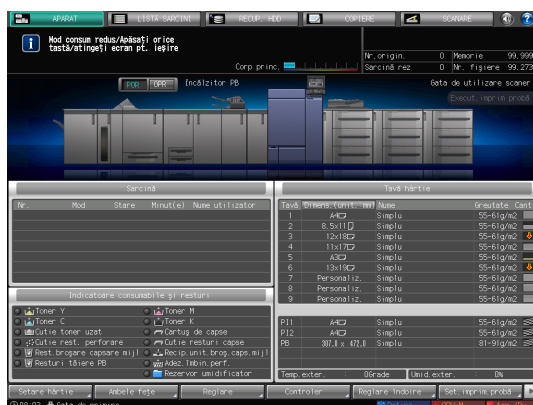 APARAT
LISTĂ SARCINI
RECUP. HDD
COPIERE
SCANARE
Mod consum redus/Apăsați orice
tastă/atingeți ecran pt. ieșire
Corp princ.
Nr.origin. 0 Memorie 99.999
Sarcină rez 0 Nr. fișiere 99.273
POR OPR Încălzitor PB
Gata de utilizare scaner
Execut.imprim probă
Sarcină
Nr. Mod Stare Minut(e) Nume utilizator
Tavă hârtie
Tavă Dimens.(unit.:mm) Nume Greutate Cant
1 A4 Simplu 55-61g/m2
2 8.5x11 Simplu 55-61g/m2
3 12x18 Simplu 55-61g/m2
4 11x17 Simplu 55-61g/m2
5 A3 Simplu 55-61g/m2
6 13x19 Simplu 55-61g/m2
7 Personaliz. Simplu 55-61g/m2
8 Personaliz. Simplu 55-61g/m2
9 Personaliz. Simplu 55-61g/m2
PI1 A4 Simplu 55-61g/m2
PI2 A4 Simplu 55-61g/m2
PB 307.0 x 472.0 Simplu 81-91g/m2
Temp.exter. 0Grade Umid.exter. 0%
Indicatoare consumabile și resturi
Toner Y
Toner M
Toner C
Toner K
Cutie toner uzat
Cartuș de capse
Cutie rest. perforare
Cutie resturi capse
Rest.broșare capsare mijl
Recip.unit.broș.caps.mijl
Resturi tăiere PB
Adez.Îmbin.perf.
Rezervor umidificator
Setare hârtie
Ambele fețe
Reglare
Controler
Reglare îndoire
Set.imprim.probă